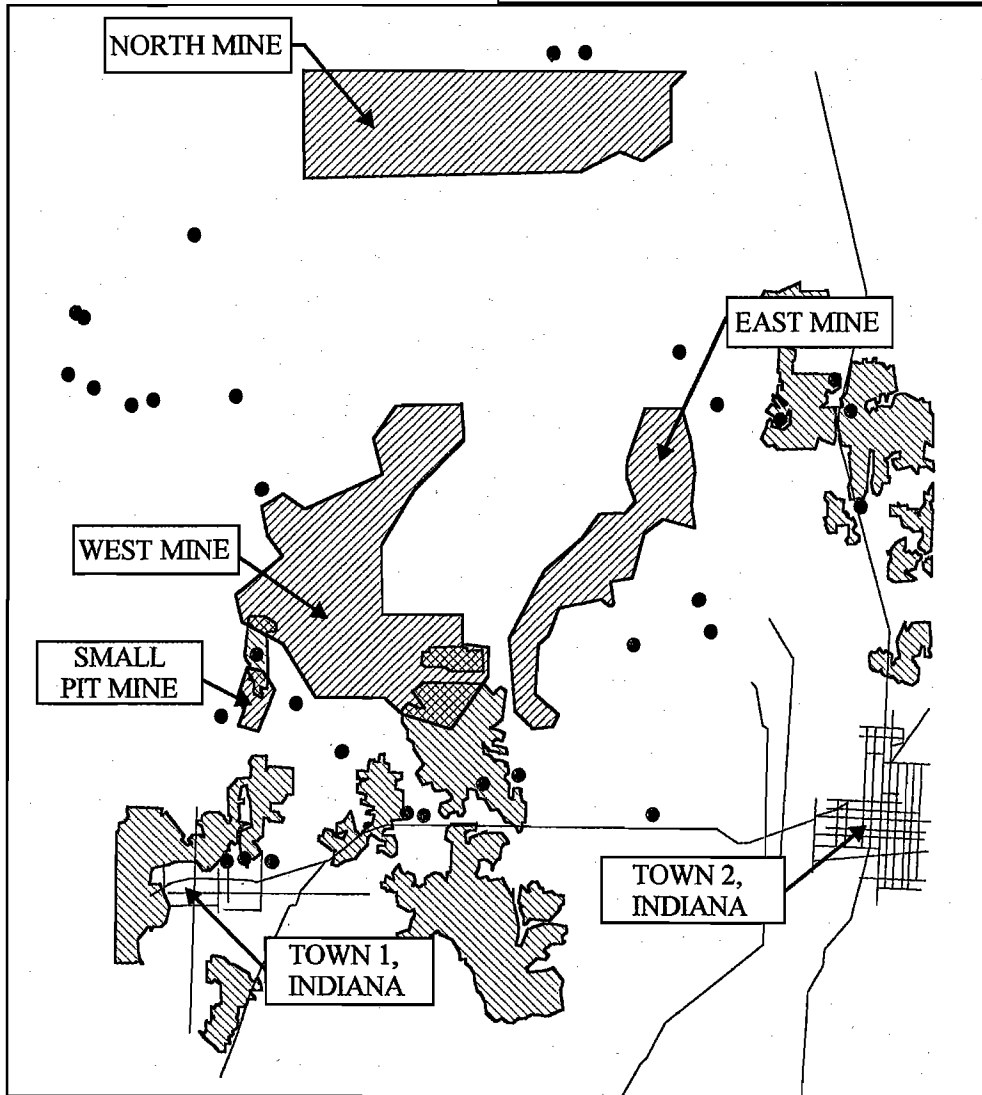 NORTH MINE
EAST MINE
WEST MINE
SMALL
PIT MINE
TOWN 2,
INDIANA
TOWN 1,
INDIANA